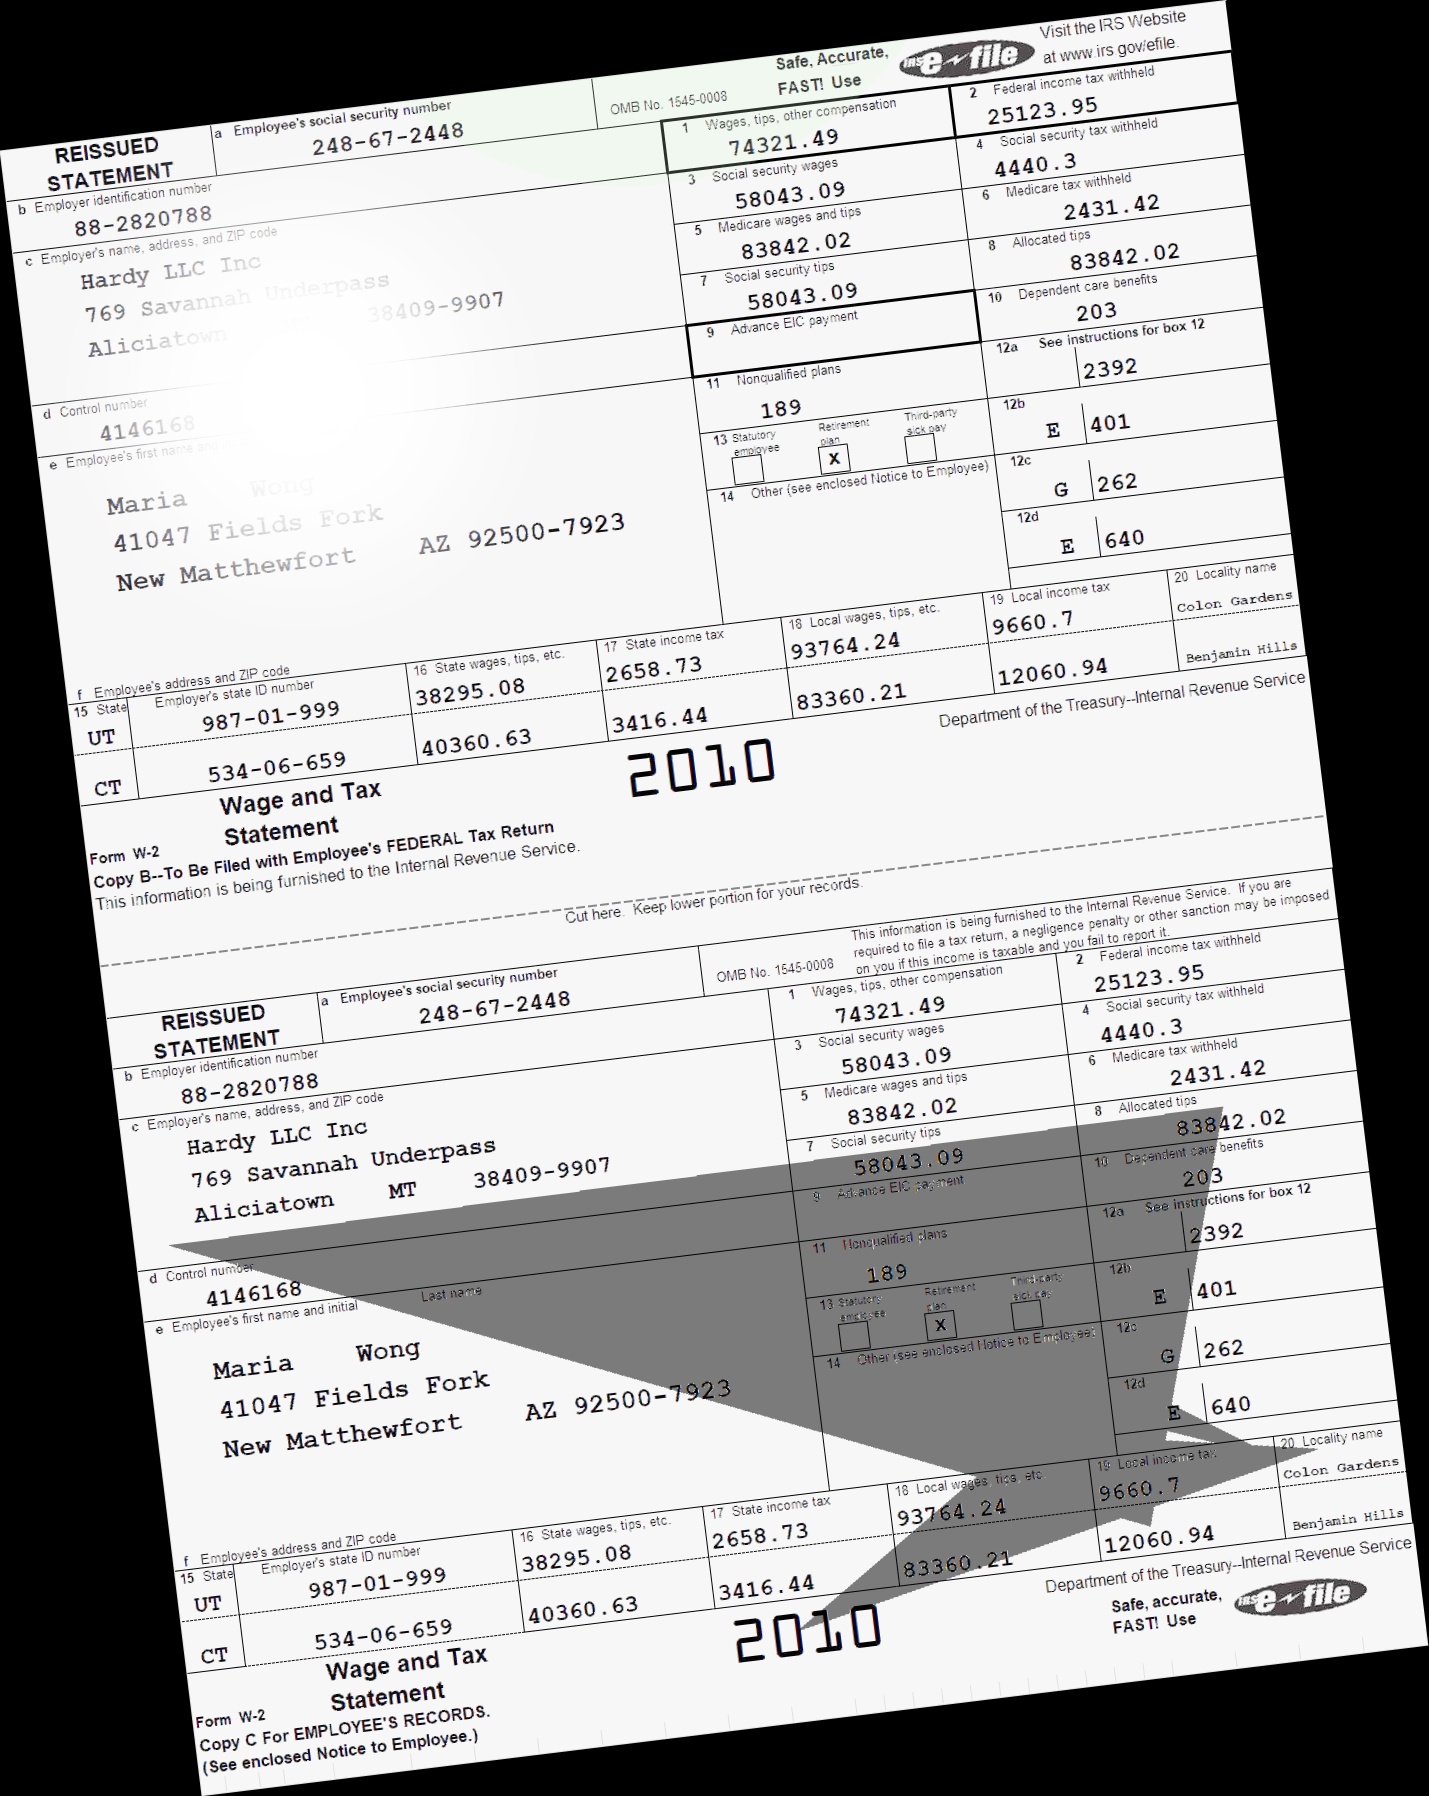 Safe, Accurate,
FAST! Use
IRS e-file
Visit the IRS Website
at www.irs.gov/efile.
REISSUED
STATEMENT
a Employee's social security number
248-67-2448
OMB No. 1545-0008
1 Wages, tips, other compensation
74321.49
2 Federal income tax withheld
25123.95
b Employer identification number
88-2820788
3 Social security wages
58043.09
4 Social security tax withheld
4440.3
c Employer's name, address, and ZIP code
Hardy LLC Inc
769 Savannah Underpass
Aliciatown 38409-9907
5 Medicare wages and tips
83842.02
6 Medicare tax withheld
2431.42
7 Social security tips
58043.09
8 Allocated tips
83842.02
9 Advance EIC payment
10 Dependent care benefits
203
d Control number
4146168
11 Nonqualified plans
189
12a See instructions for box 12
2392
12b
E 401
13 Statutory employee
Retirement plan
X
Third-party sick pay
12c
G 262
14 Other (see enclosed Notice to Employee)
12d
E 640
e Employee's first name and
Maria Wong
41047 Fields Fork
New Matthewfort AZ 92500-7923
f Employee's address and ZIP code
15 State Employer's state ID number
16 State wages, tips, etc.
17 State income tax
18 Local wages, tips, etc.
19 Local income tax
20 Locality name
UT 987-01-999 38295.08 2658.73 93764.24 9660.7 Colon Gardens
CT 534-06-659 40360.63 3416.44 83360.21 12060.94 Benjamin Hills
Form W-2
Wage and Tax
Statement
2010
Department of the Treasury--Internal Revenue Service
Copy B--To Be Filed with Employee's FEDERAL Tax Return
This information is being furnished to the Internal Revenue Service.
Cut here. Keep lower portion for your records.
This information is being furnished to the Internal Revenue Service. If you are
required to file a tax return, a negligence penalty or other sanction may be imposed
on you if this income is taxable and you fail to report it.
REISSUED
STATEMENT
a Employee's social security number
248-67-2448
OMB No. 1545-0008
1 Wages, tips, other compensation
74321.49
2 Federal income tax withheld
25123.95
b Employer identification number
88-2820788
3 Social security wages
58043.09
4 Social security tax withheld
4440.3
c Employer's name, address, and ZIP code
Hardy LLC Inc
769 Savannah Underpass
Aliciatown MT 38409-9907
5 Medicare wages and tips
83842.02
6 Medicare tax withheld
2431.42
7 Social security tips
58043.09
8 Allocated tips
83842.02
9 Advance EIC payment
10 Dependent care benefits
203
d Control number
4146168
11 Nonqualified plans
189
12a See instructions for box 12
2392
12b
E 401
13 Statutory employee
Retirement plan
X
Third-party sick pay
12c
G 262
14 Other (see enclosed Notice to Employee)
12d
E 640
e Employee's first name and initial Last name
Maria Wong
41047 Fields Fork
New Matthewfort AZ 92500-7923
f Employee's address and ZIP code
15 State Employer's state ID number
16 State wages, tips, etc.
17 State income tax
18 Local wages, tips, etc.
19 Local income tax
20 Locality name
UT 987-01-999 38295.08 2658.73 93764.24 9660.7 Colon Gardens
CT 534-06-659 40360.63 3416.44 83360.21 12060.94 Benjamin Hills
Form W-2
Wage and Tax
Statement
2010
Department of the Treasury--Internal Revenue Service
Safe, accurate,
FAST! Use
IRS e-file
Copy C For EMPLOYEE'S RECORDS.
(See enclosed Notice to Employee.)